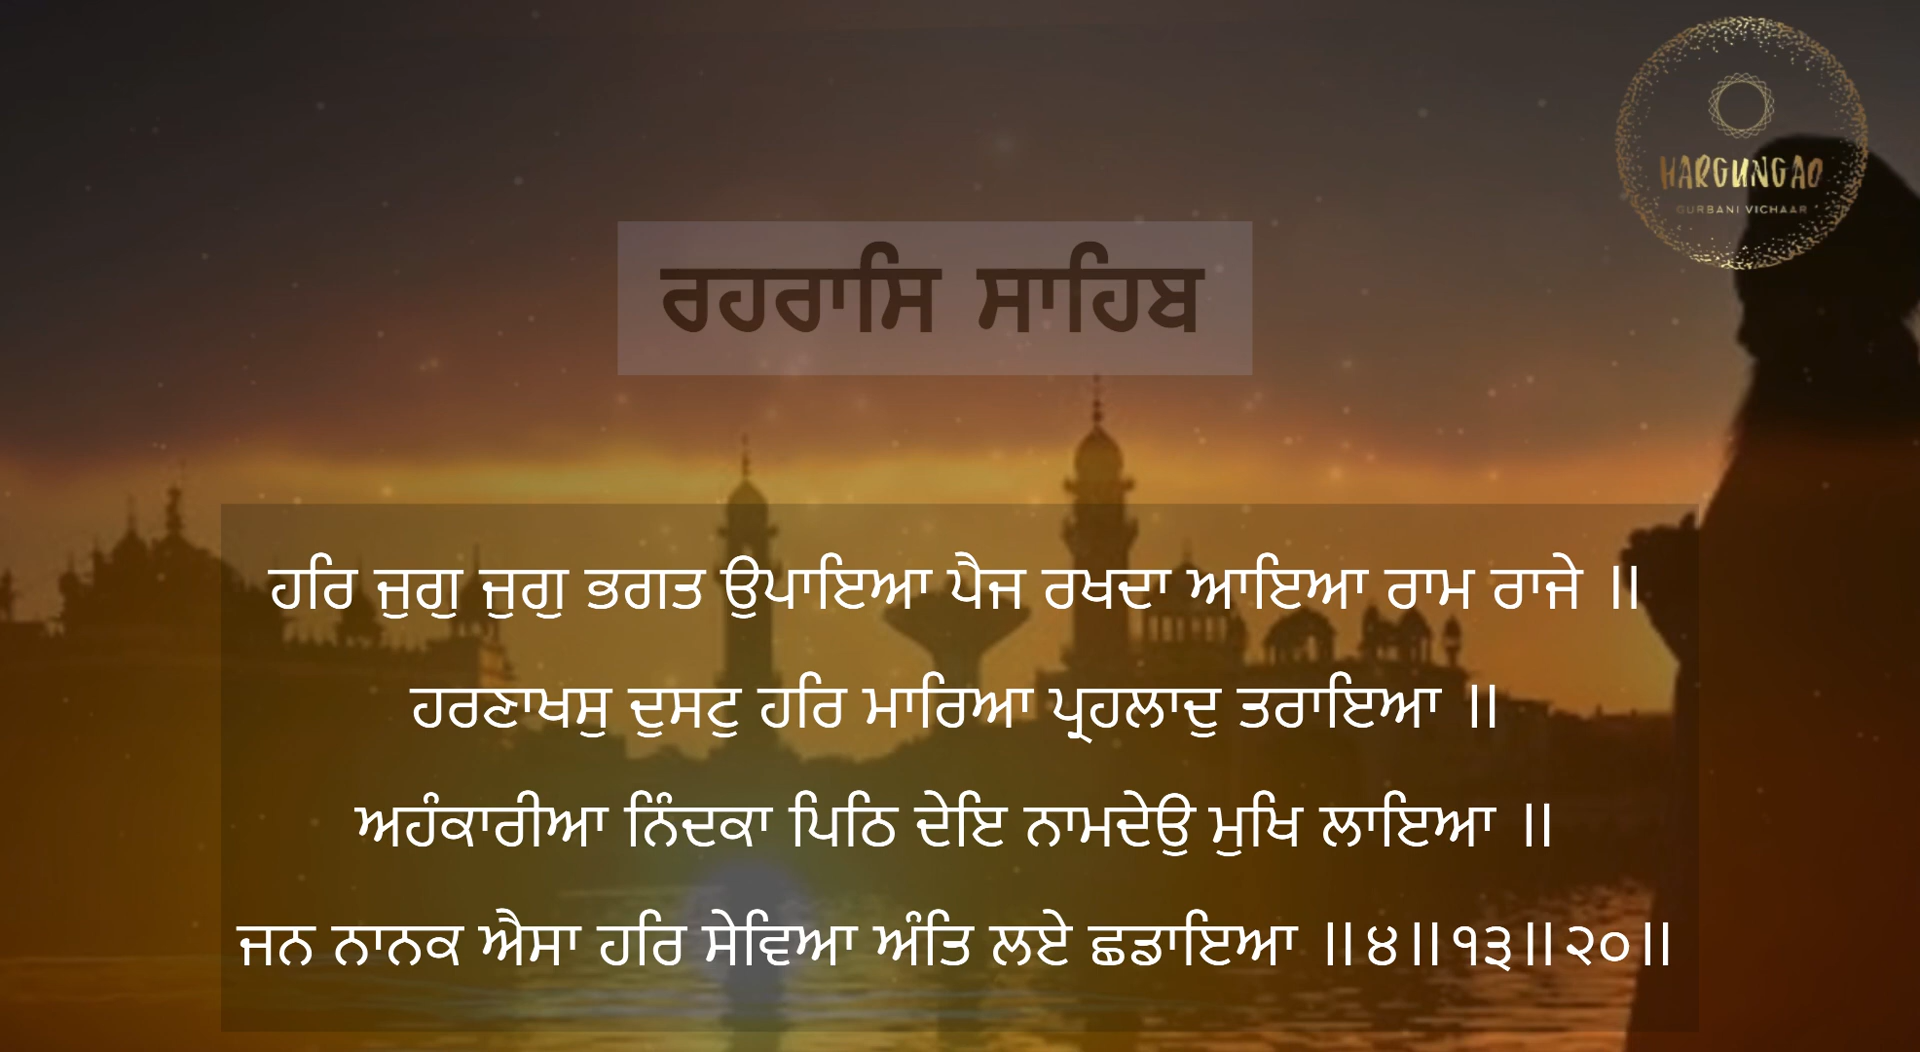 HARGUNGAO
GURBANI VICHAAR
ਰਹਰਾਸਿ ਸਾਹਿਬ
ਹਰਿ ਜੁਗੁ ਜੁਗੁ ਭਗਤ ਉਪਾਇਆ ਪੈਜ ਰਖਦਾ ਆਇਆ ਰਾਮ ਰਾਜੇ ॥
ਹਰਣਾਖਸੁ ਦੁਸਟੁ ਹਰਿ ਮਾਰਿਆ ਪ੍ਰਹਲਾਦੁ ਤਰਾਇਆ ॥
ਅਹੰਕਾਰੀਆ ਨਿੰਦਕਾ ਪਿਠਿ ਦੇਇ ਨਾਮਦੇਉ ਮੁਖਿ ਲਾਇਆ ॥
ਜਨ ਨਾਨਕ ਐਸਾ ਹਰਿ ਸੇਵਿਆ ਅੰਤਿ ਲਏ ਛਡਾਇਆ ॥੪॥੧੩॥੨੦॥